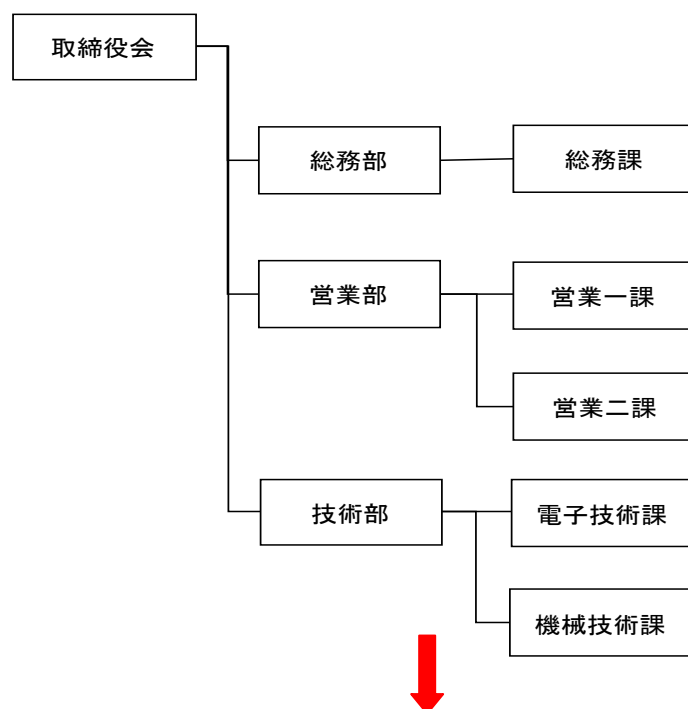 取締役会
総務部
総務課
営業部
営業一課
営業二課
技術部
電子技術課
機械技術課